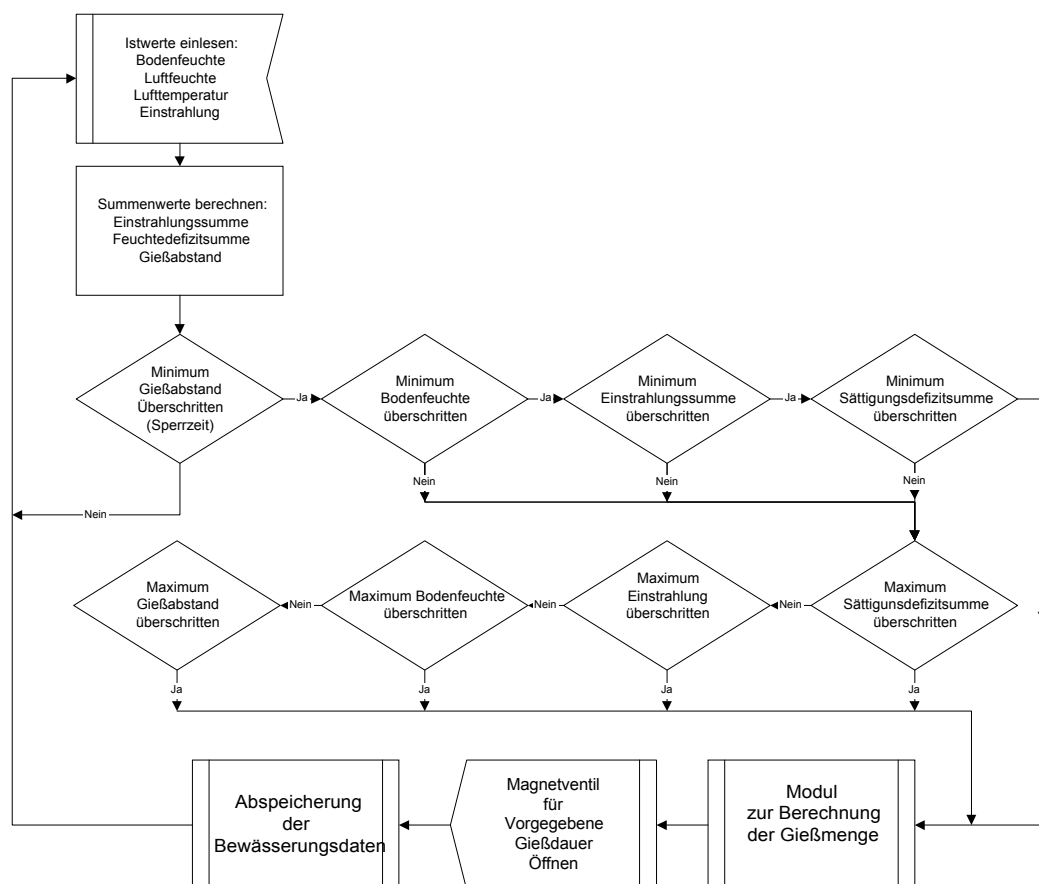 Istwerte einlesen:
Bodenfeuchte
Luftfeuchte
Lufttemperatur
Einstrahlung
Summenwerte berechnen:
Einstrahlungssumme
Feuchtedefizitsumme
Gießabstand
Minimum
Gießabstand
Überschritten
(Sperrzeit)
Ja
Minimum
Bodenfeuchte
überschritten
Ja
Minimum
Einstrahlungssumme
überschritten
Ja
Minimum
Sättigungsdefizitsumme
überschritten
Nein
Nein
Nein
Nein
Maximum
Gießabstand
überschritten
Nein
Maximum Bodenfeuchte
überschritten
Nein
Maximum
Einstrahlung
überschritten
Nein
Maximum
Sättigunsdefizitsumme
überschritten
Ja
Ja
Ja
Ja
Abspeicherung
der
Bewässerungsdaten
Magnetventil
für
Vorgegebene
Gießdauer
Öffnen
Modul
zur Berechnung
der Gießmenge